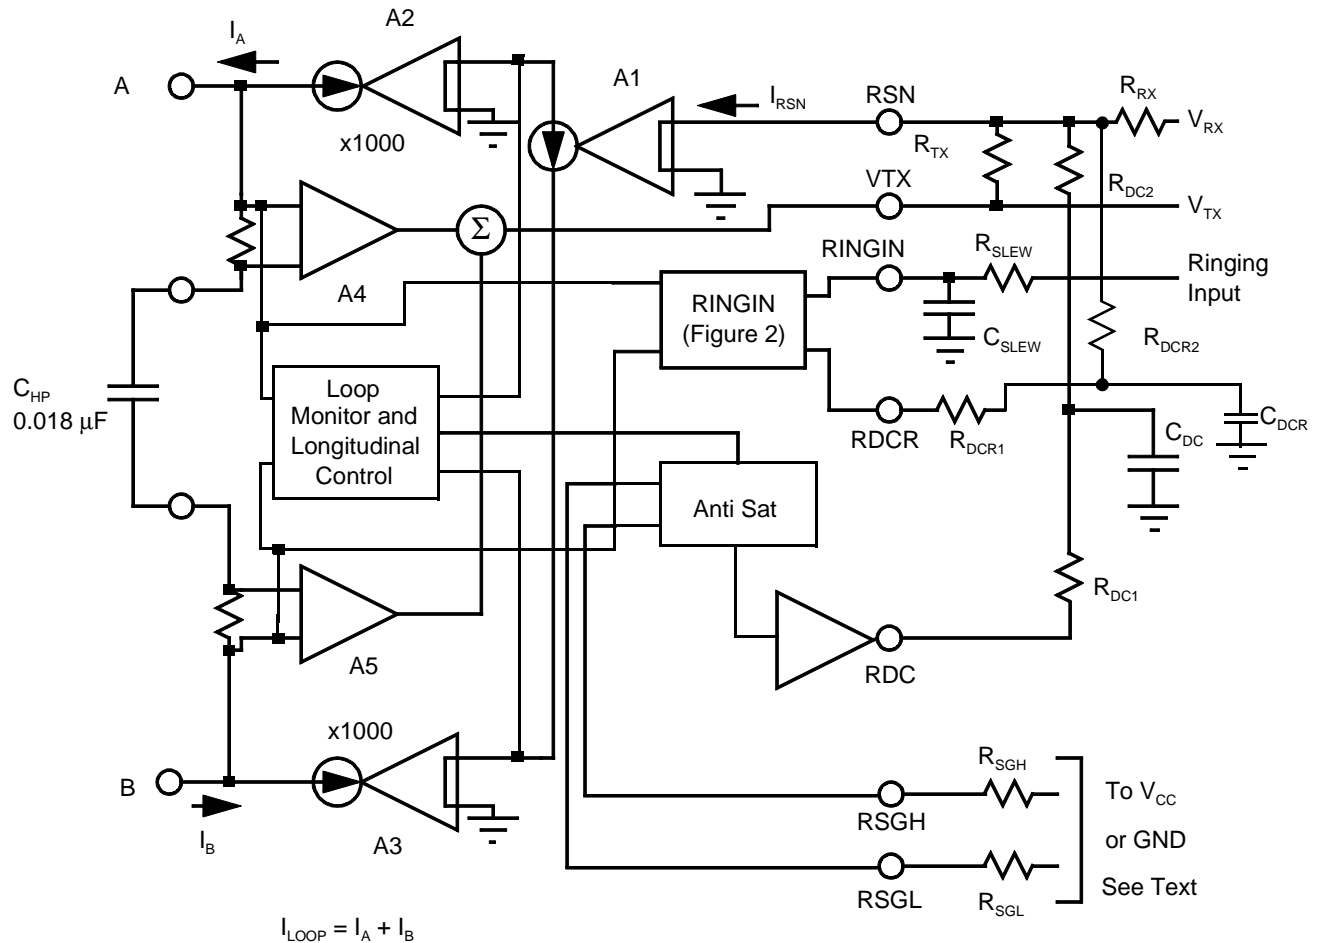 A2
I_A
A
x1000
A1
I_RSN
RSN
R_RX
V_RX
R_TX
R_DC2
VTX
V_TX
Σ
A4
RINGIN
R_SLEW
Ringing
Input
RINGIN
(Figure 2)
C_SLEW
R_DCR2
C_HP
0.018 µF
Loop
Monitor and
Longitudinal
Control
RDCR
R_DCR1
C_DC
C_DCR
Anti Sat
R_DC1
A5
RDC
x1000
B
I_B
A3
R_SGH
RSGH
RSGL
R_SGL
To V_CC
or GND
See Text
I_LOOP = I_A + I_B